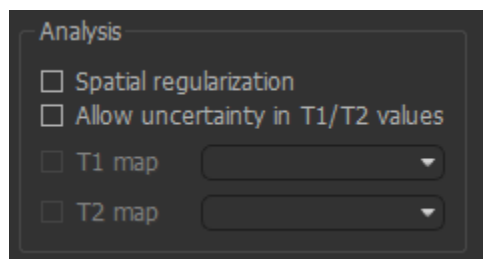 Analysis
Spatial regularization
Allow uncertainty in T1/T2 values
T1 map
T2 map